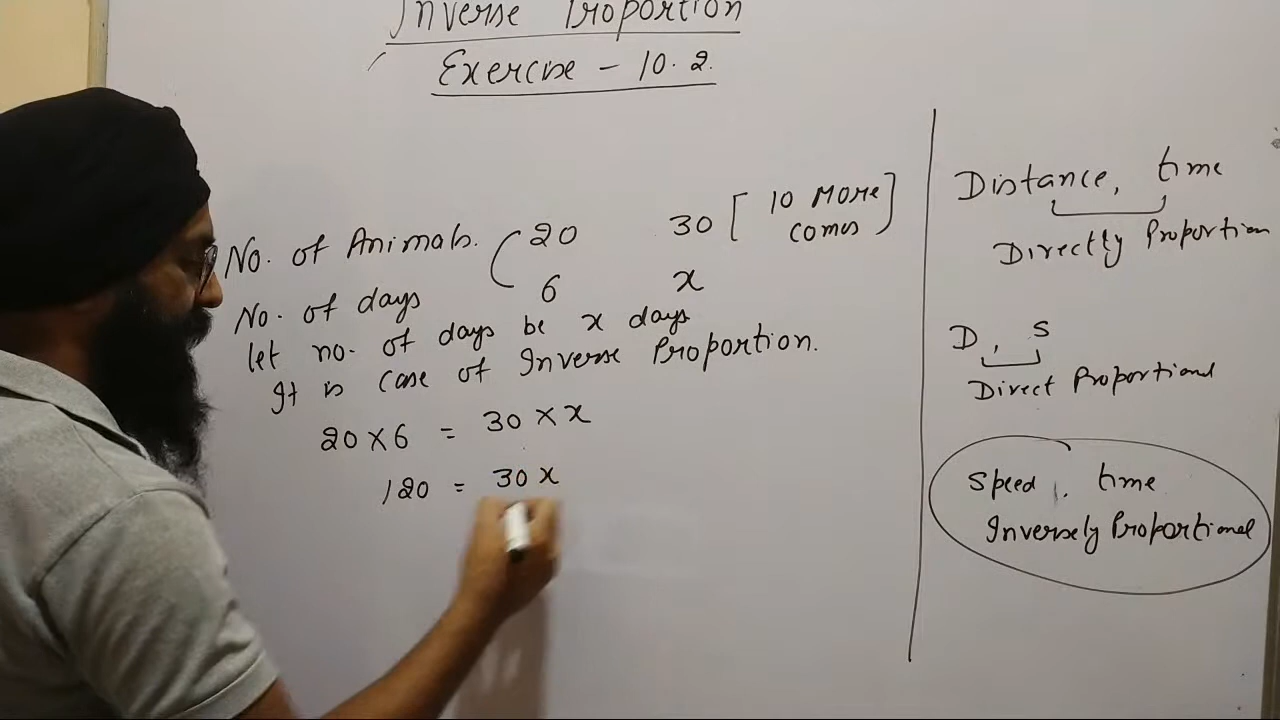 Inverse Proportion
Exercise - 10.2.
No. of Animals. 20 30 [10 More comes]
No. of days 6 x
let no. of days be x days
It is case of Inverse Proportion.
20 × 6 = 30 × x
120 = 30 x
Distance, time
Directly Proportion
D, S
Direct Proportional
Speed, time
Inversely Proportional